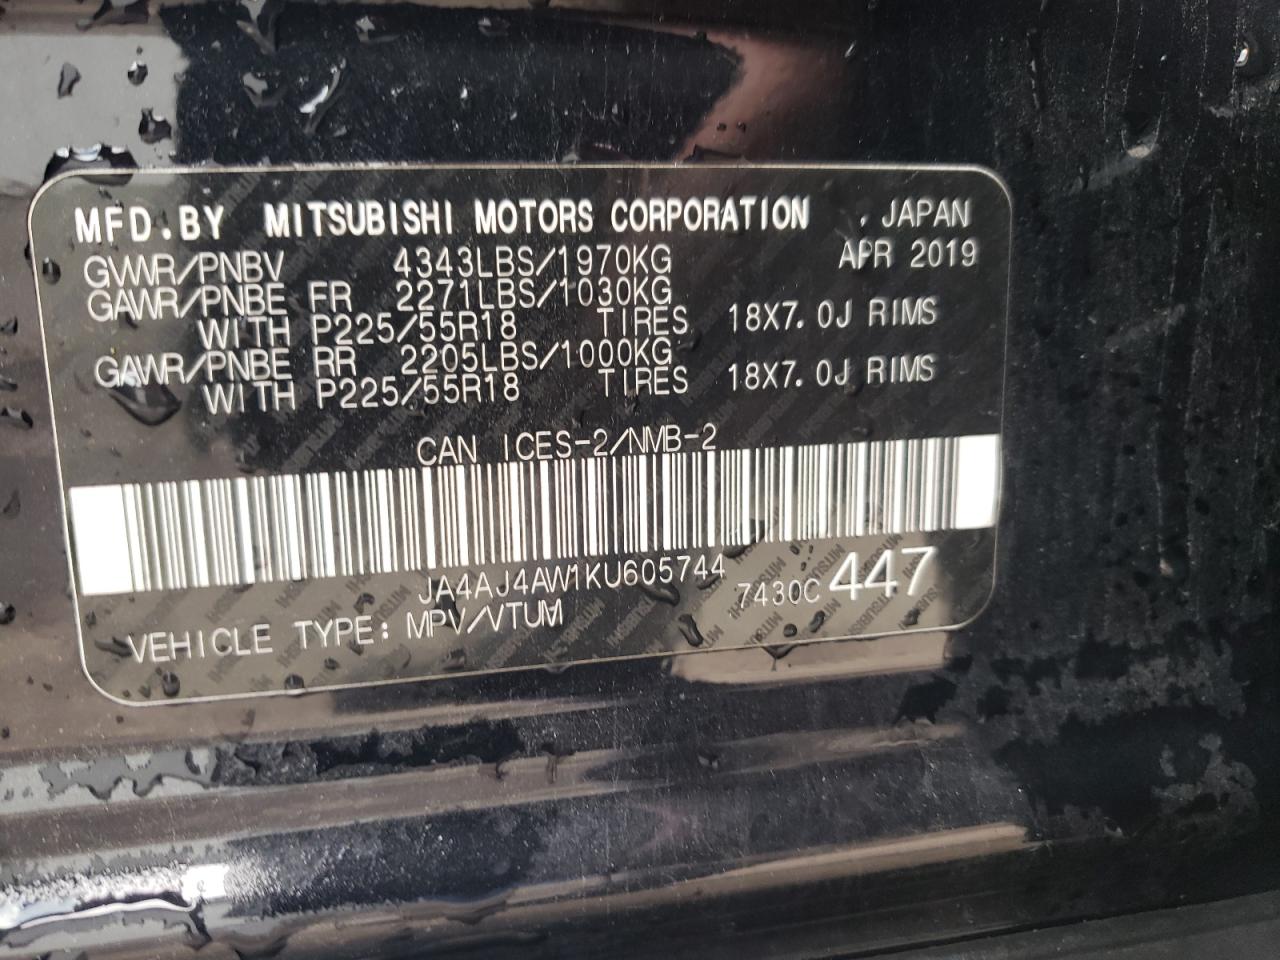 MFD.BY MITSUBISHI MOTORS CORPORATION , JAPAN
GVWR/PNBV 4343LBS/1970KG APR 2019
GAWR/PNBE FR 2271LBS/1030KG
WITH P225/55R18 TIRES 18X7.0J RIMS
GAWR/PNBE RR 2205LBS/1000KG
WITH P225/55R18 TIRES 18X7.0J RIMS
CAN ICES-2/NMB-2
JA4AJ4AW1KU605744
7430C 447
VEHICLE TYPE: MPV/VTUM